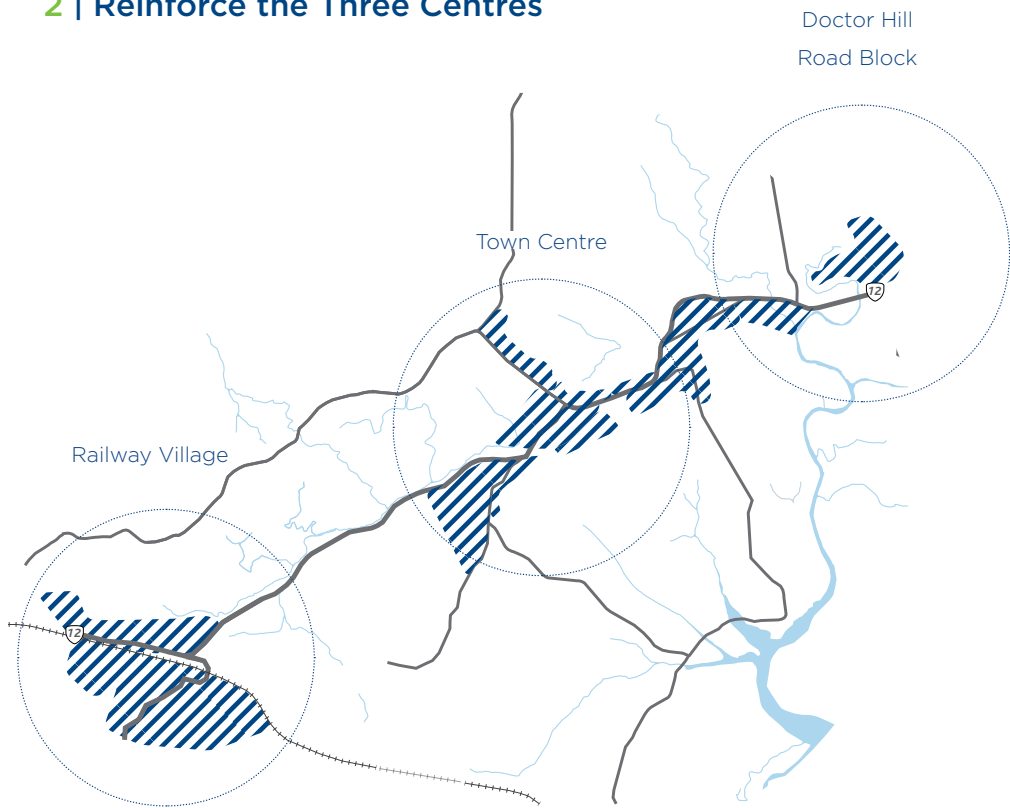 2 | Reinforce the Three Centres
Doctor Hill
Road Block
Town Centre
12
Railway Village
12